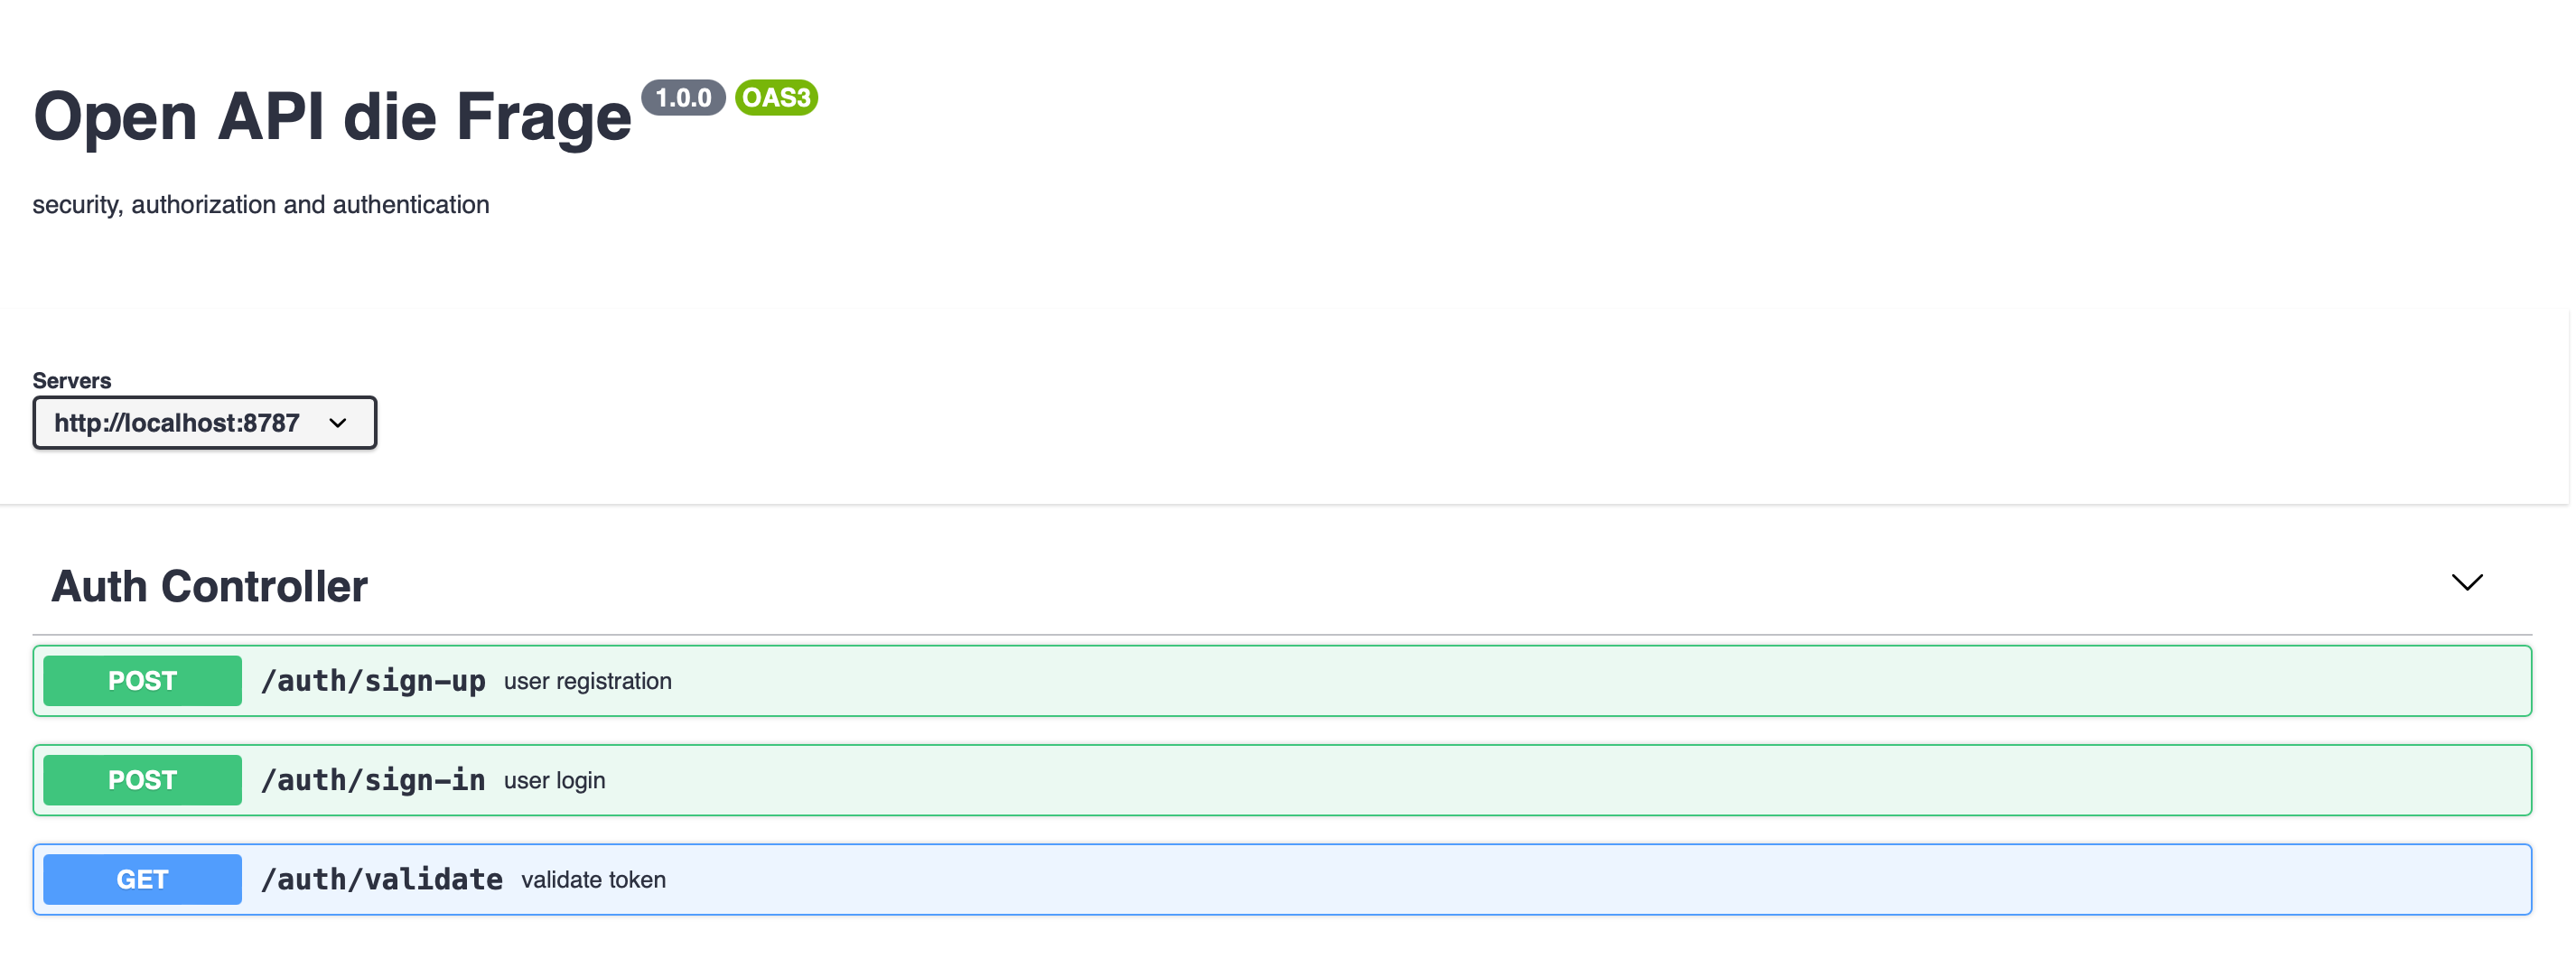 Open API die Frage 1.0.0 OAS3
security, authorization and authentication
Servers
http://localhost:8787
Auth Controller
POST /auth/sign-up user registration
POST /auth/sign-in user login
GET /auth/validate validate token